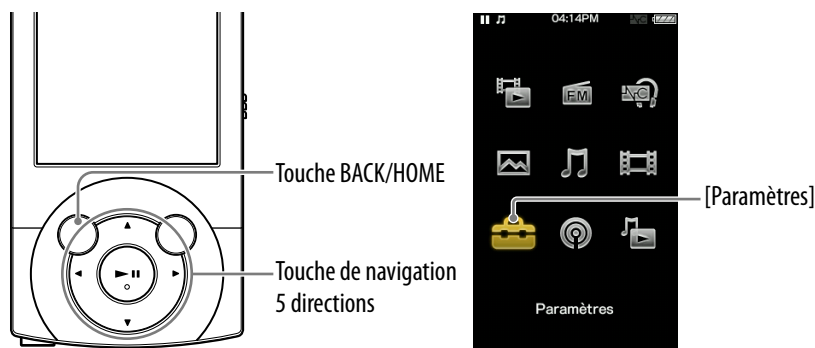 Touche BACK/HOME
Touche de navigation
5 directions
04:14PM
FM
C
[Paramètres]
Paramètres